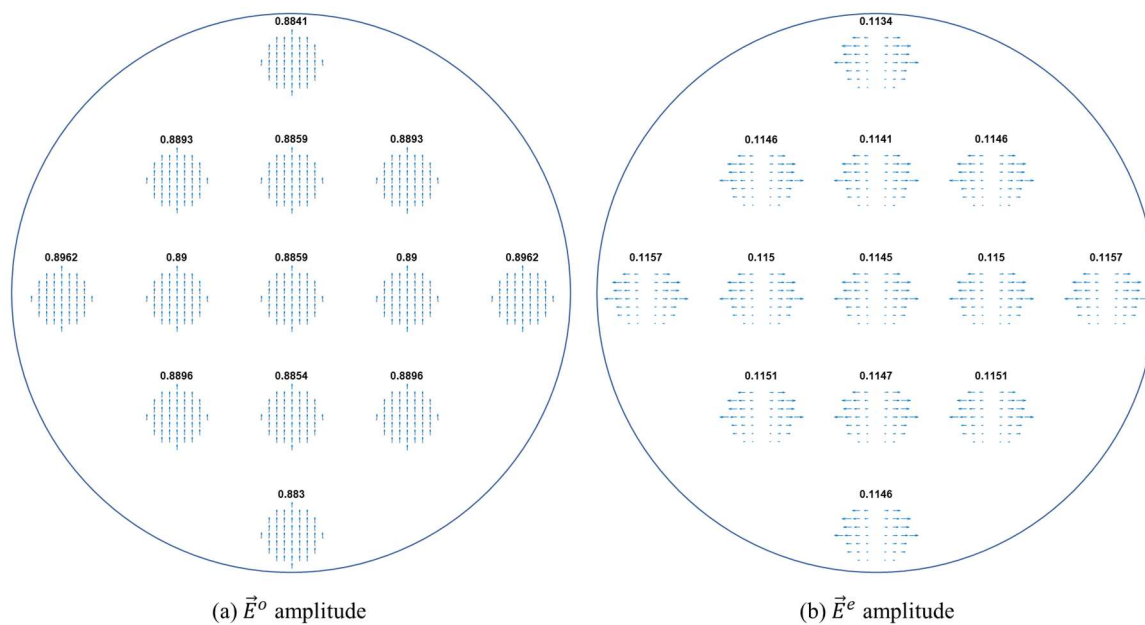 0.8841
0.1134
0.8893 0.8859 0.8893
0.1146 0.1141 0.1146
0.8962 0.89 0.8859 0.89 0.8962
0.1157 0.115 0.1145 0.115 0.1157
0.8896 0.8854 0.8896
0.1151 0.1147 0.1151
0.883
0.1146
(a) E⃗ᵒ amplitude
(b) E⃗ᵉ amplitude